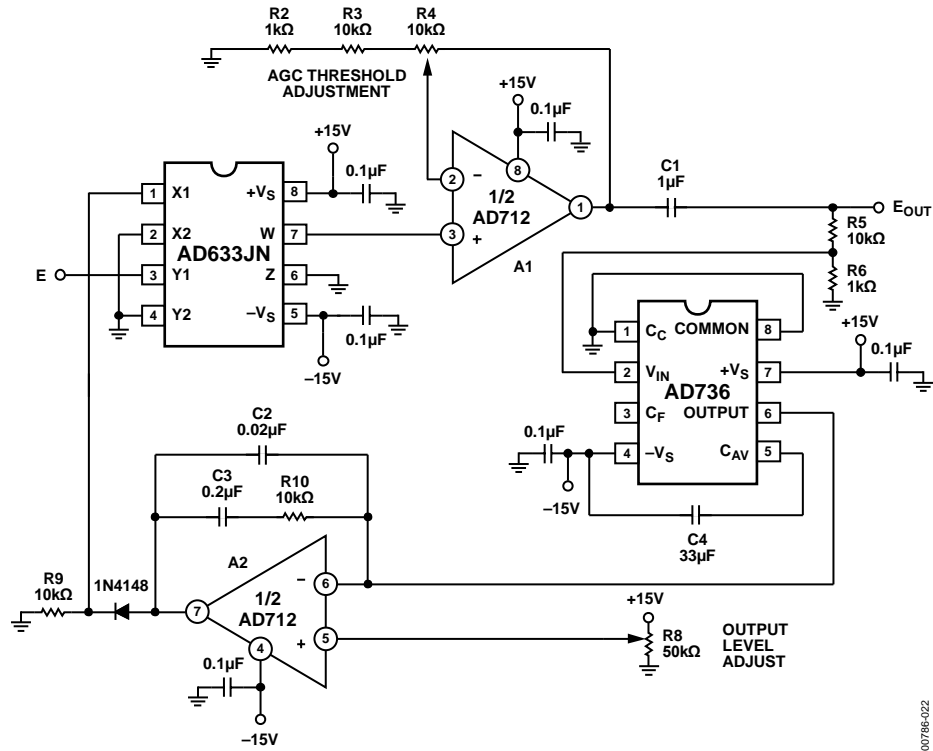 R2
1kΩ
R3
10kΩ
R4
10kΩ
AGC THRESHOLD
ADJUSTMENT
+15V
0.1µF
+15V
0.1µF
C1
1µF
2
–
8
1/2
AD712
1
3
+
A1
EOUT
R5
10kΩ
R6
1kΩ
1 X1
+VS 8
2 X2
W 7
AD633JN
E
3 Y1
Z 6
4 Y2
–VS 5
0.1µF
–15V
1 CC
COMMON 8
2 VIN
+VS 7
AD736
3 CF
OUTPUT 6
4 –VS
CAV 5
+15V
0.1µF
0.1µF
–15V
C4
33µF
C2
0.02µF
C3
0.2µF
R10
10kΩ
A2
R9
10kΩ
1N4148
7
1/2
AD712
–
6
+
5
4
0.1µF
–15V
+15V
R8
50kΩ
OUTPUT
LEVEL
ADJUST
00786-022